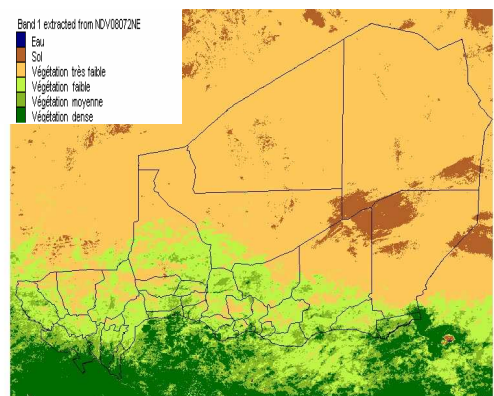 Band 1 extracted from NDV08072NE
Eau
Sol
Végétation très faible
Végétation faible
Végétation moyenne
Végétation dense